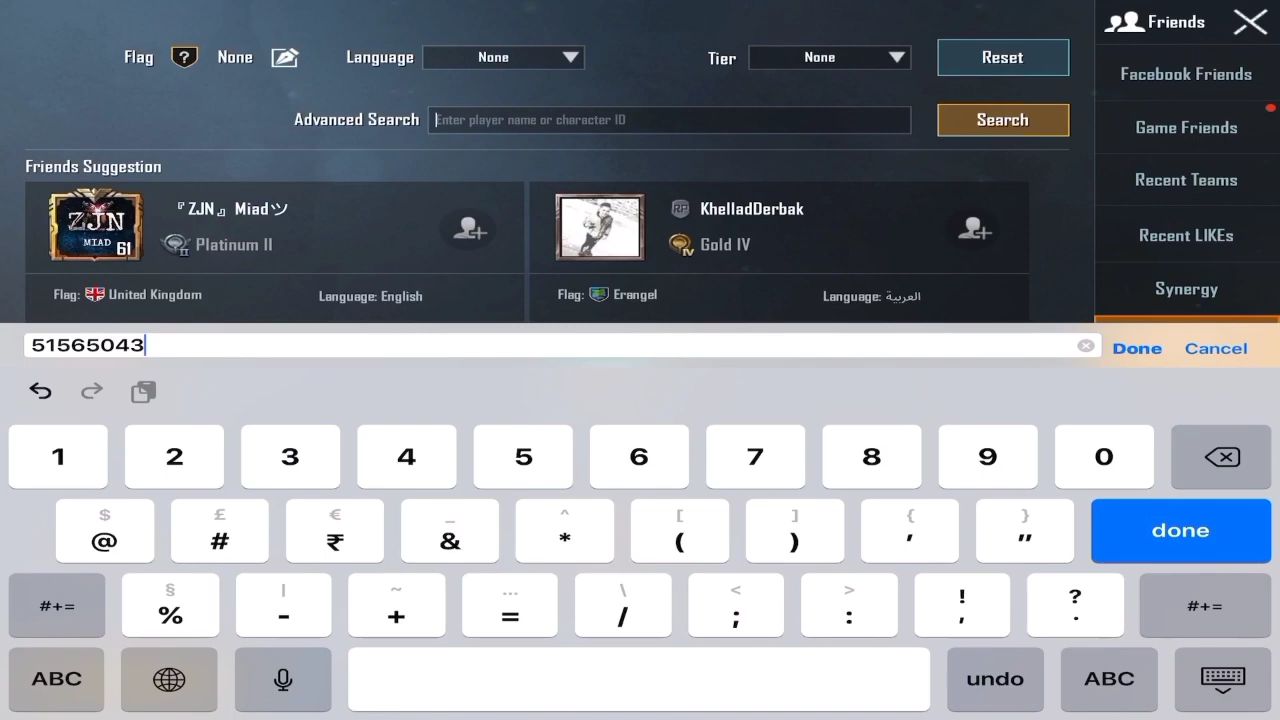 Flag ? None Language None Tier None Reset
Advanced Search Enter player name or character ID Search
Friends Suggestion
ZJN
MIAD 61
『ZJN』 Miadツ
Platinum II
Flag: United Kingdom Language: English
RP KhelladDerbak
IV Gold IV
Flag: Erangel Language: العربية
Friends
Facebook Friends
Game Friends
Recent Teams
Recent LIKEs
Synergy
51565043 Done Cancel
1 2 3 4 5 6 7 8 9 0
$ £ € _ ^ [ ] { }
@ # ₹ & * ( ) ' " done
§ | ~ … \ < > ! ?
#+= % - + = / ; : , . #+=
ABC undo ABC